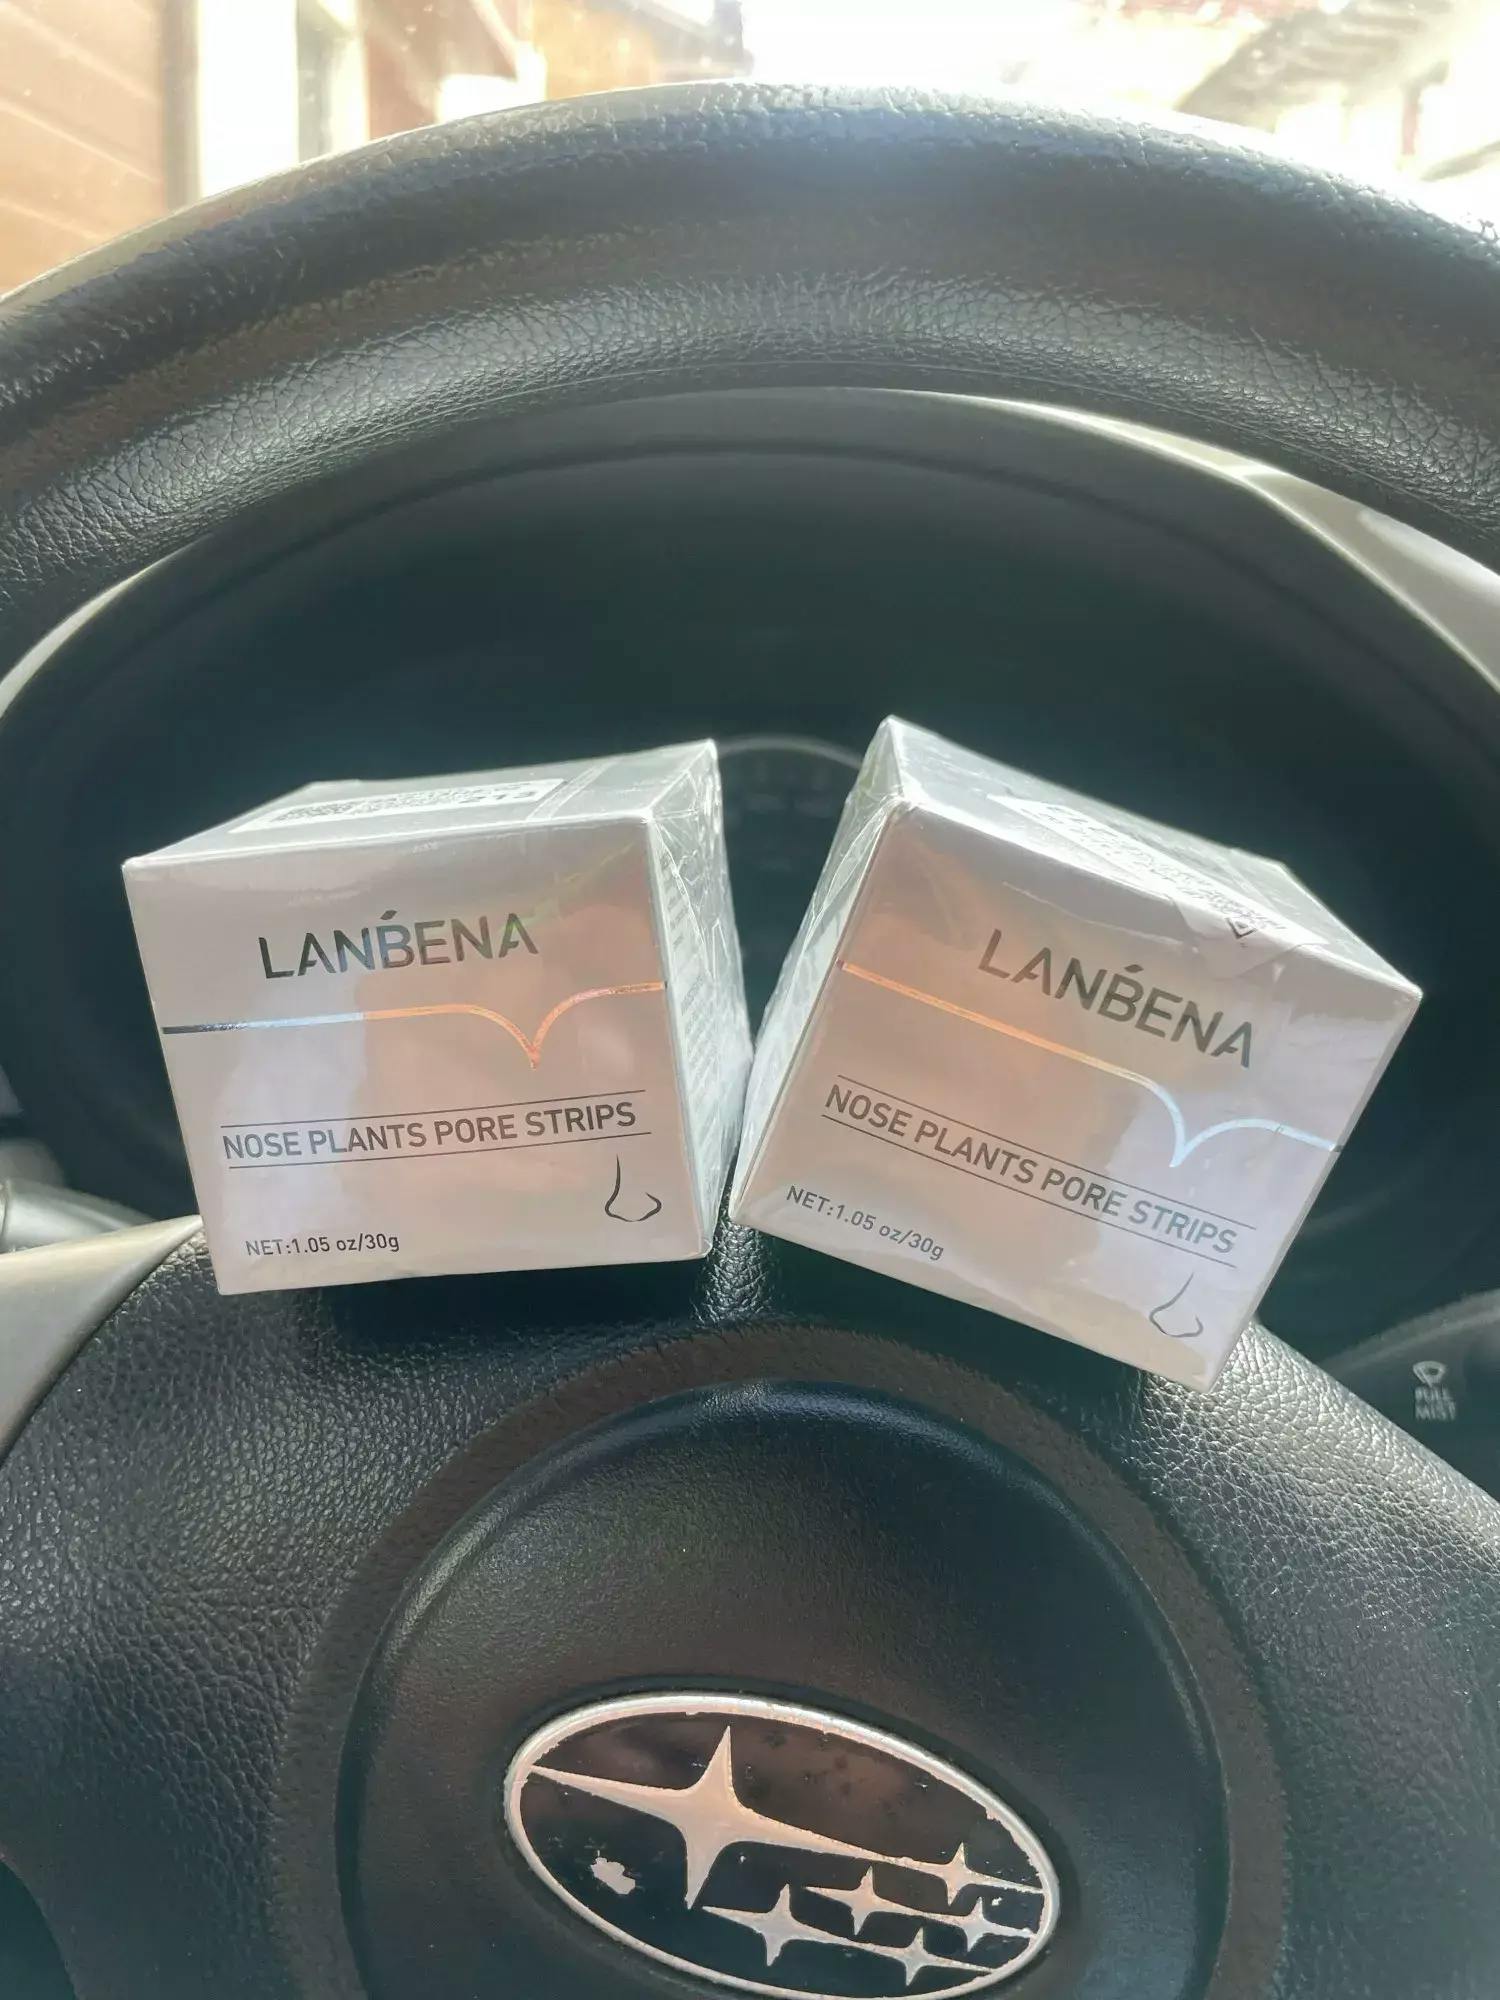 LANBENA
NOSE PLANTS PORE STRIPS
NET:1.05 oz/30g
LANBENA
NOSE PLANTS PORE STRIPS
NET:1.05 oz/30g
PULL
MIST